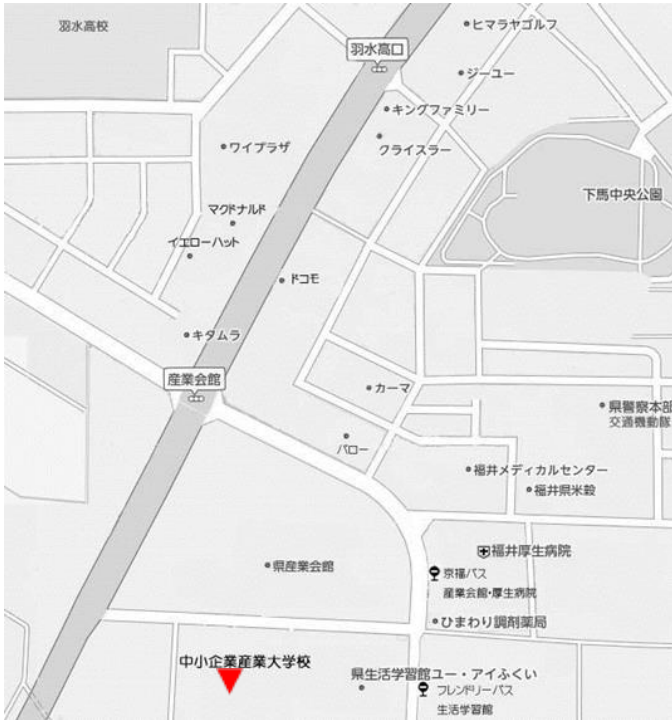 羽水高校
ヒマラヤゴルフ
羽水高口
ジーユー
キングファミリー
ワイプラザ
クライスラー
下馬中央公園
マクドナルド
イエローハット
ドコモ
キタムラ
産業会館
カーマ
県警察本部
交通機動隊
バロー
福井メディカルセンター
福井県米穀
福井厚生病院
県産業会館
京福バス
産業会館・厚生病院
ひまわり調剤薬局
中小企業産業大学校
県生活学習館ユー・アイふくい
フレンドリーバス
生活学習館